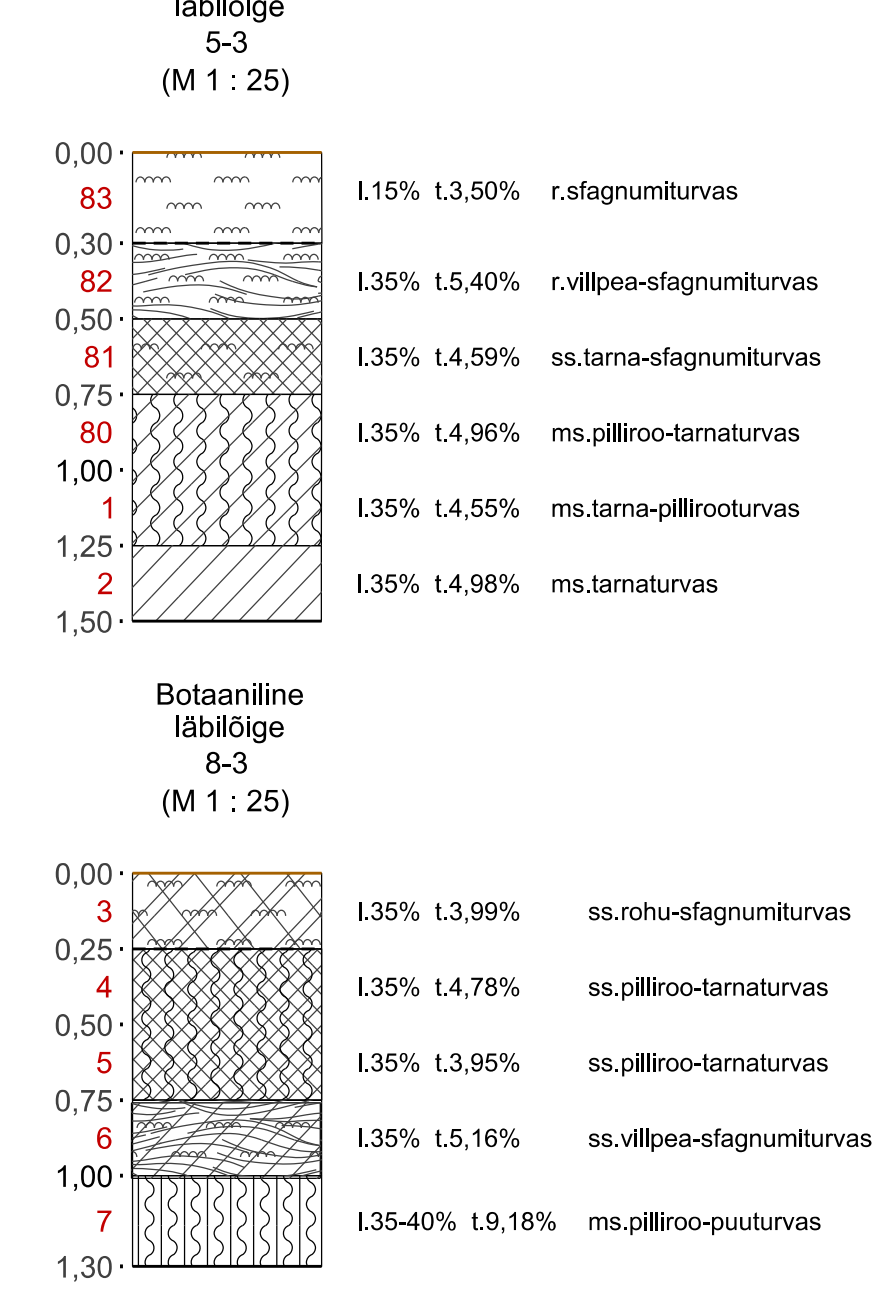 läbilõige
5-3
(M 1 : 25)
0,00
83 l.15% t.3,50% r.sfagnumiturvas
0,30
82 l.35% t.5,40% r.villpea-sfagnumiturvas
0,50
81 l.35% t.4,59% ss.tarna-sfagnumiturvas
0,75
80 l.35% t.4,96% ms.pilliroo-tarnaturvas
1,00
1 l.35% t.4,55% ms.tarna-pillirooturvas
1,25
2 l.35% t.4,98% ms.tarnaturvas
1,50
Botaaniline
läbilõige
8-3
(M 1 : 25)
0,00
3 l.35% t.3,99% ss.rohu-sfagnumiturvas
0,25
4 l.35% t.4,78% ss.pilliroo-tarnaturvas
0,50
5 l.35% t.3,95% ss.pilliroo-tarnaturvas
0,75
6 l.35% t.5,16% ss.villpea-sfagnumiturvas
1,00
7 l.35-40% t.9,18% ms.pilliroo-puuturvas
1,30